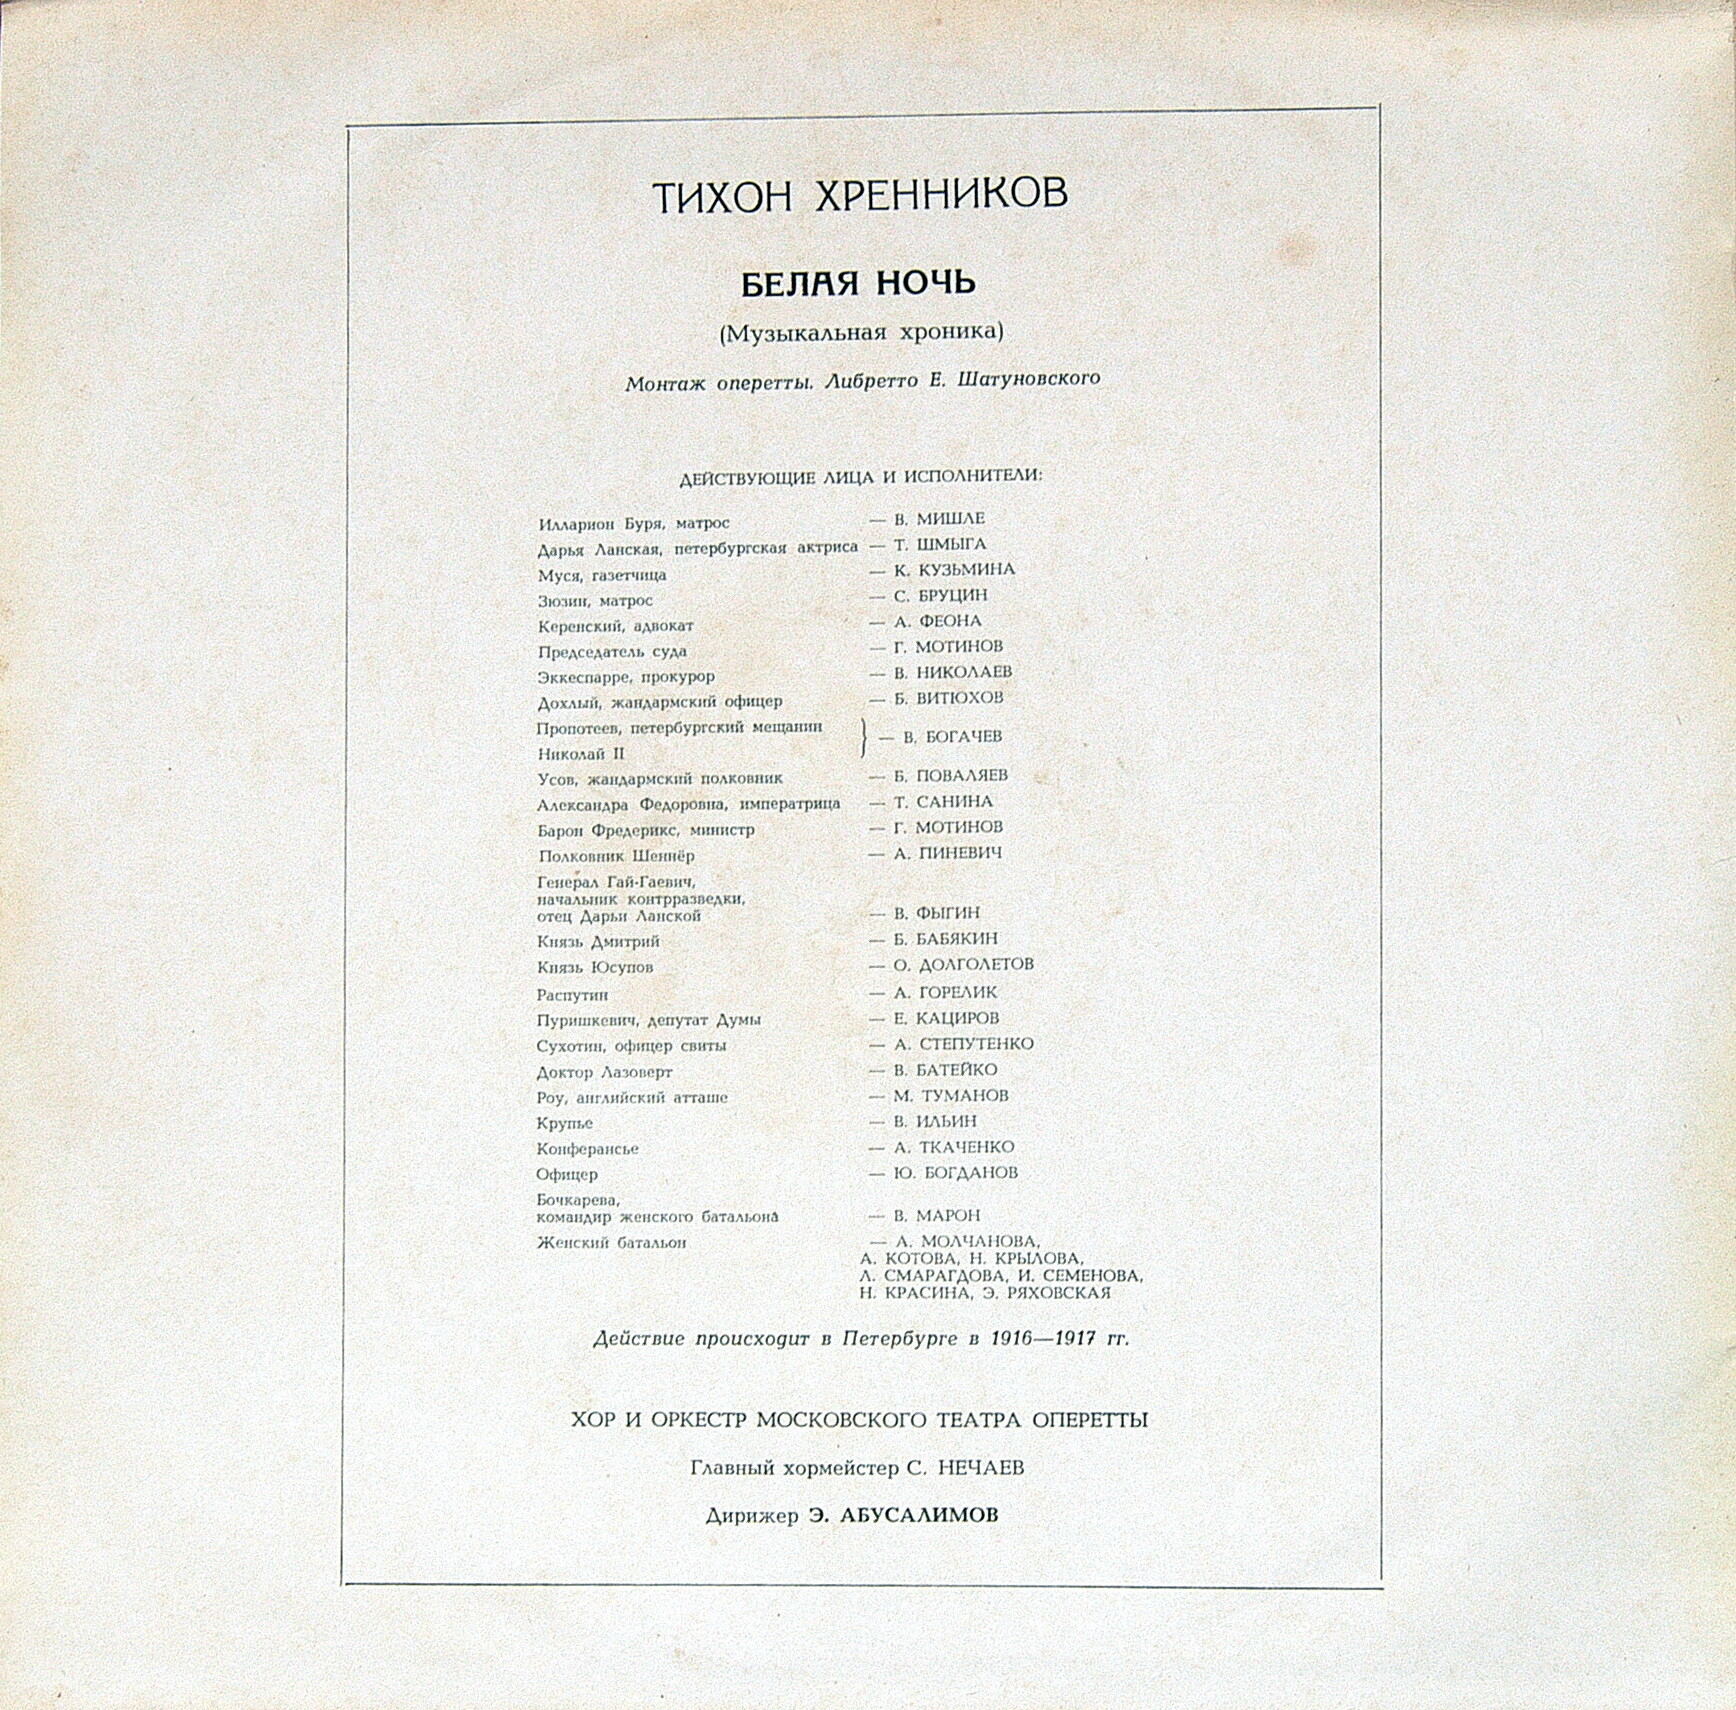 ТИХОН ХРЕННИКОВ
БЕЛАЯ НОЧЬ
(Музыкальная хроника)
Монтаж оперетты. Либретто Е. Шатуновского
ДЕЙСТВУЮЩИЕ ЛИЦА И ИСПОЛНИТЕЛИ:
Илларион Буря, матрос — В. МИШЛЕ
Дарья Ланская, петербургская актриса — Т. ШМЫГА
Муся, газетчица — К. КУЗЬМИНА
Зюзин, матрос — С. БРУЦИН
Керенский, адвокат — А. ФЕОНА
Председатель суда — Г. МОТИНОВ
Эккеспарре, прокурор — В. НИКОЛАЕВ
Дохлый, жандармский офицер — Б. ВИТЮХОВ
Пропотеев, петербургский мещанин
Николай II } — В. БОГАЧЕВ
Усов, жандармский полковник — Б. ПОВАЛЯЕВ
Александра Федоровна, императрица — Т. САНИНА
Барон Фредерикс, министр — Г. МОТИНОВ
Полковник Шеннёр — А. ПИНЕВИЧ
Генерал Гай-Гаевич,
начальник контрразведки,
отец Дарьи Ланской — В. ФЫГИН
Князь Дмитрий — Б. БАБЯКИН
Князь Юсупов — О. ДОЛГОЛЕТОВ
Распутин — А. ГОРЕЛИК
Пуришкевич, депутат Думы — Е. КАЦИРОВ
Сухотин, офицер свиты — А. СТЕПУТЕНКО
Доктор Лазоверт — В. БАТЕЙКО
Роу, английский атташе — М. ТУМАНОВ
Крупье — В. ИЛЬИН
Конферансье — А. ТКАЧЕНКО
Офицер — Ю. БОГДАНОВ
Бочкарева,
командир женского батальона — В. МАРОН
Женский батальон — А. МОЛЧАНОВА,
А. КОТОВА, Н. КРЫЛОВА,
Л. СМАРАГДОВА, И. СЕМЕНОВА,
Н. КРАСИНА, Э. РЯХОВСКАЯ
Действие происходит в Петербурге в 1916—1917 гг.
ХОР И ОРКЕСТР МОСКОВСКОГО ТЕАТРА ОПЕРЕТТЫ
Главный хормейстер С. НЕЧАЕВ
Дирижер Э. АБУСАЛИМОВ